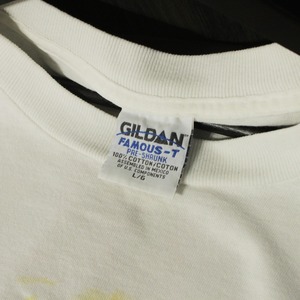 GILDAN
FAMOUS-T
PRE-SHRUNK
100% COTTON/COTON
ASSEMBLED IN MEXICO
OF U.S. COMPONENTS
L/G